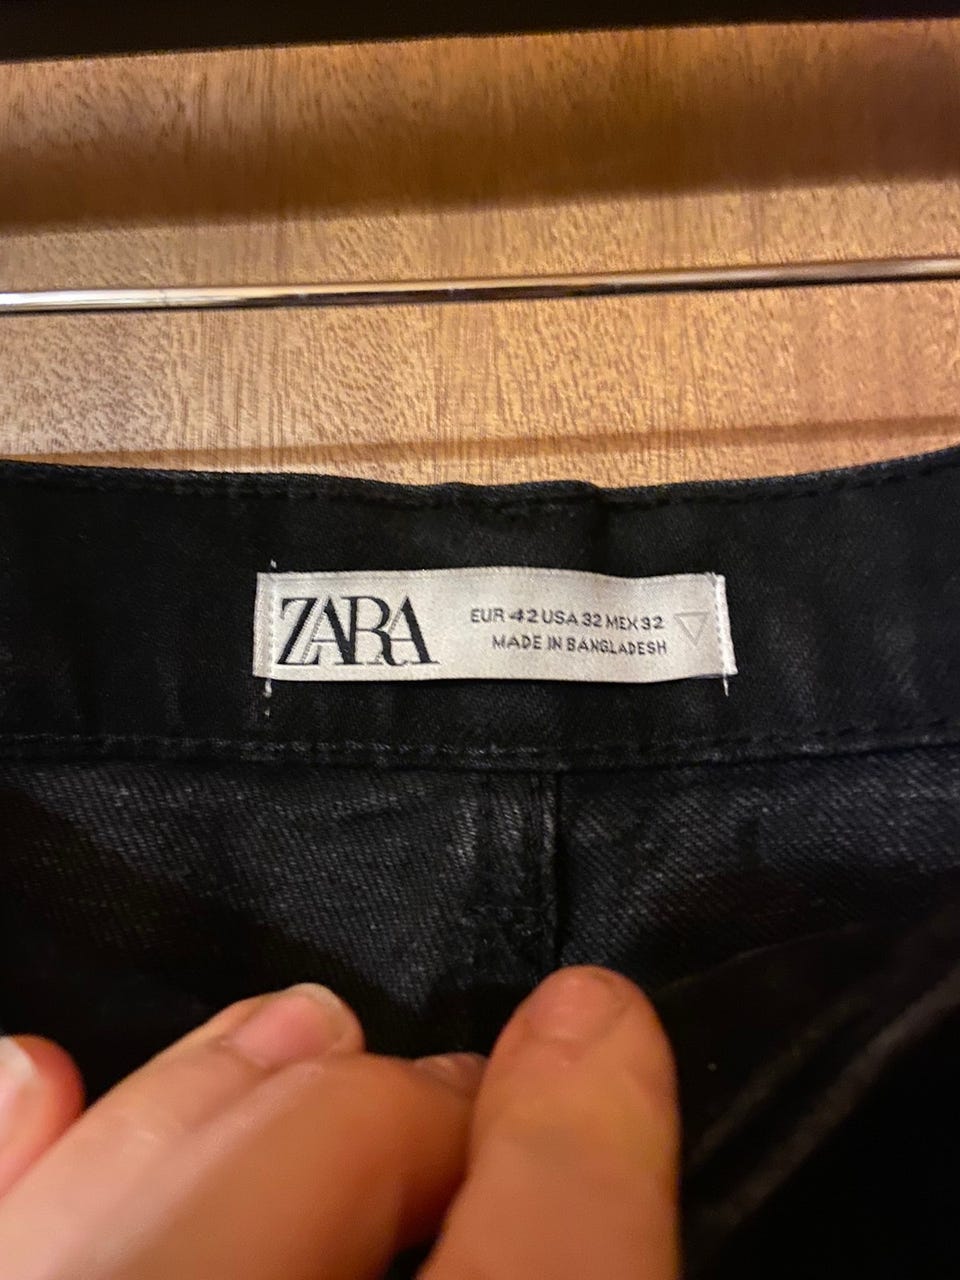 ZARA
EUR 42 USA 32 MEX 32
MADE IN BANGLADESH